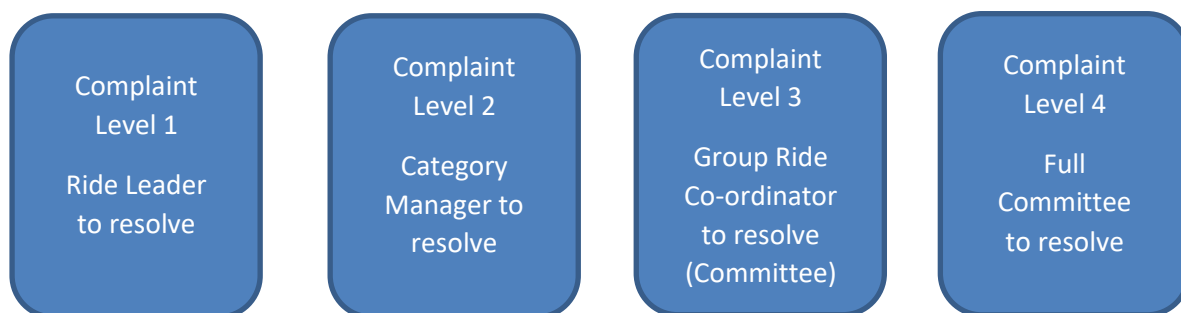 Complaint
Level 1
Ride Leader
to resolve
Complaint
Level 2
Category
Manager to
resolve
Complaint
Level 3
Group Ride
Co-ordinator
to resolve
(Committee)
Complaint
Level 4
Full
Committee
to resolve